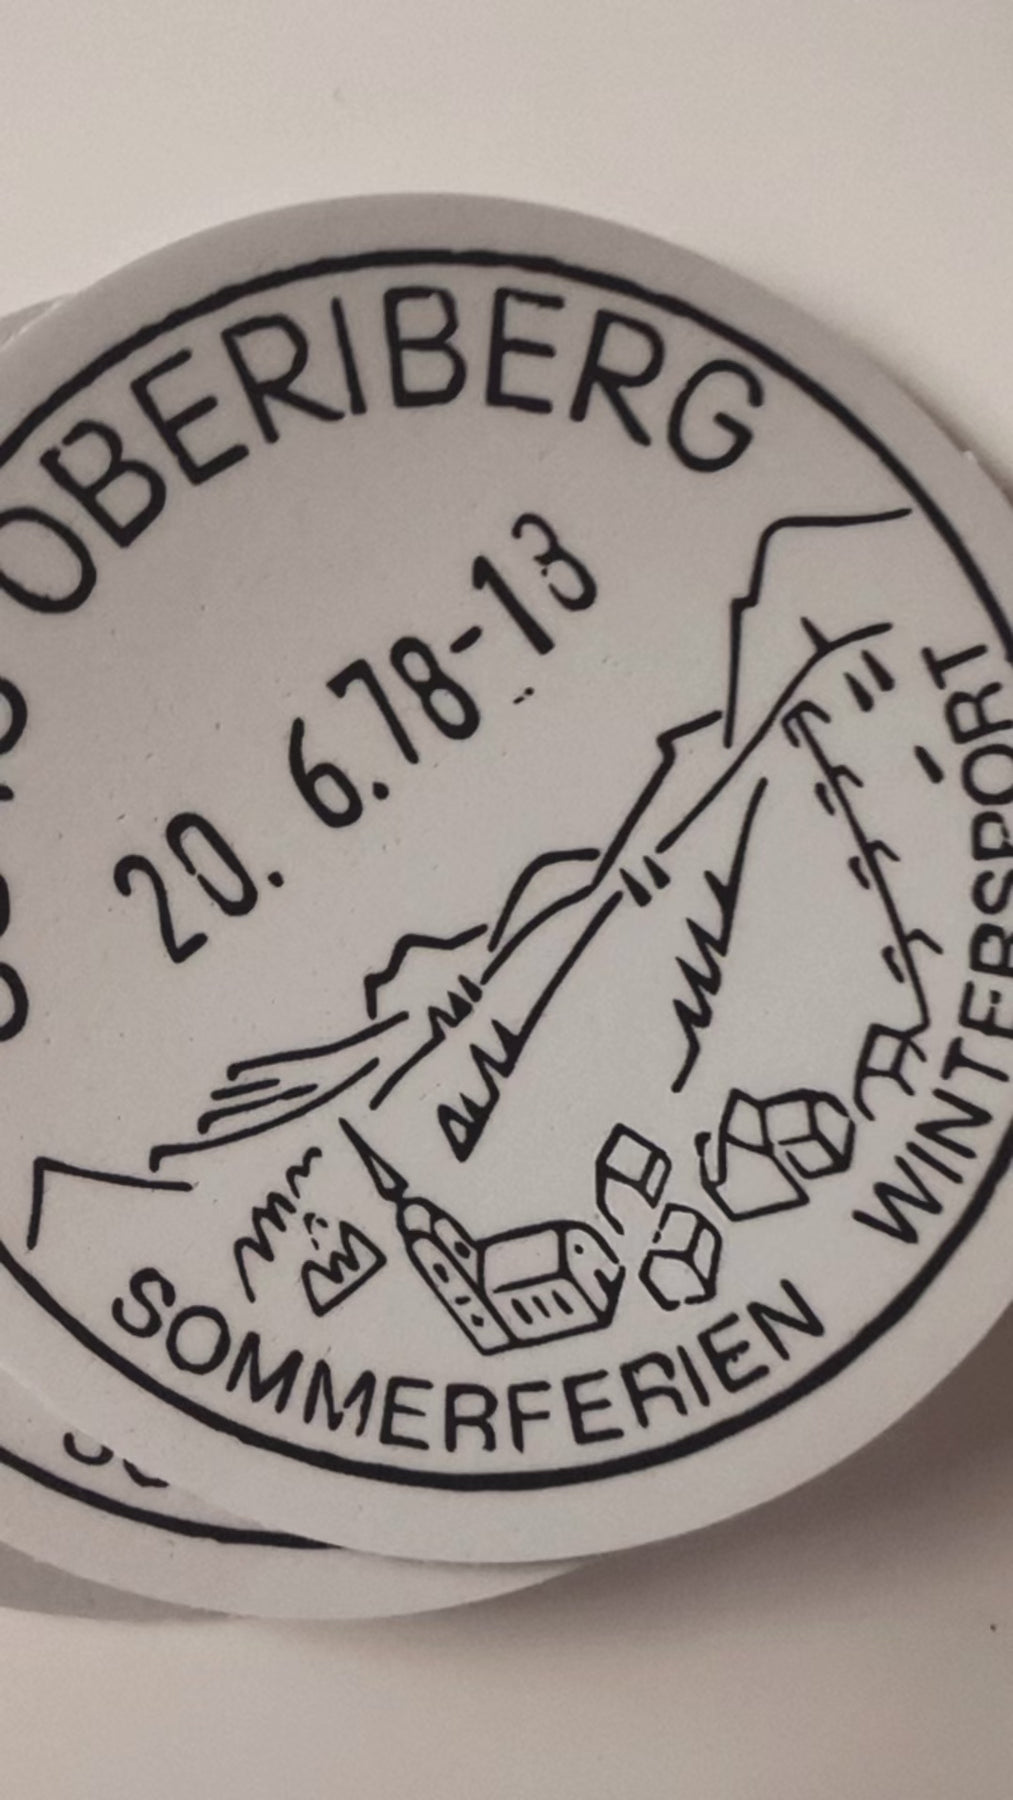 OBERIBERG
20. 6.78-13
WINTERSPORT
SOMMERFERIEN